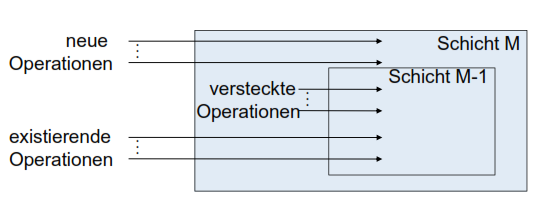 neue
Operationen
Schicht M
Schicht M-1
versteckte
Operationen
existierende
Operationen